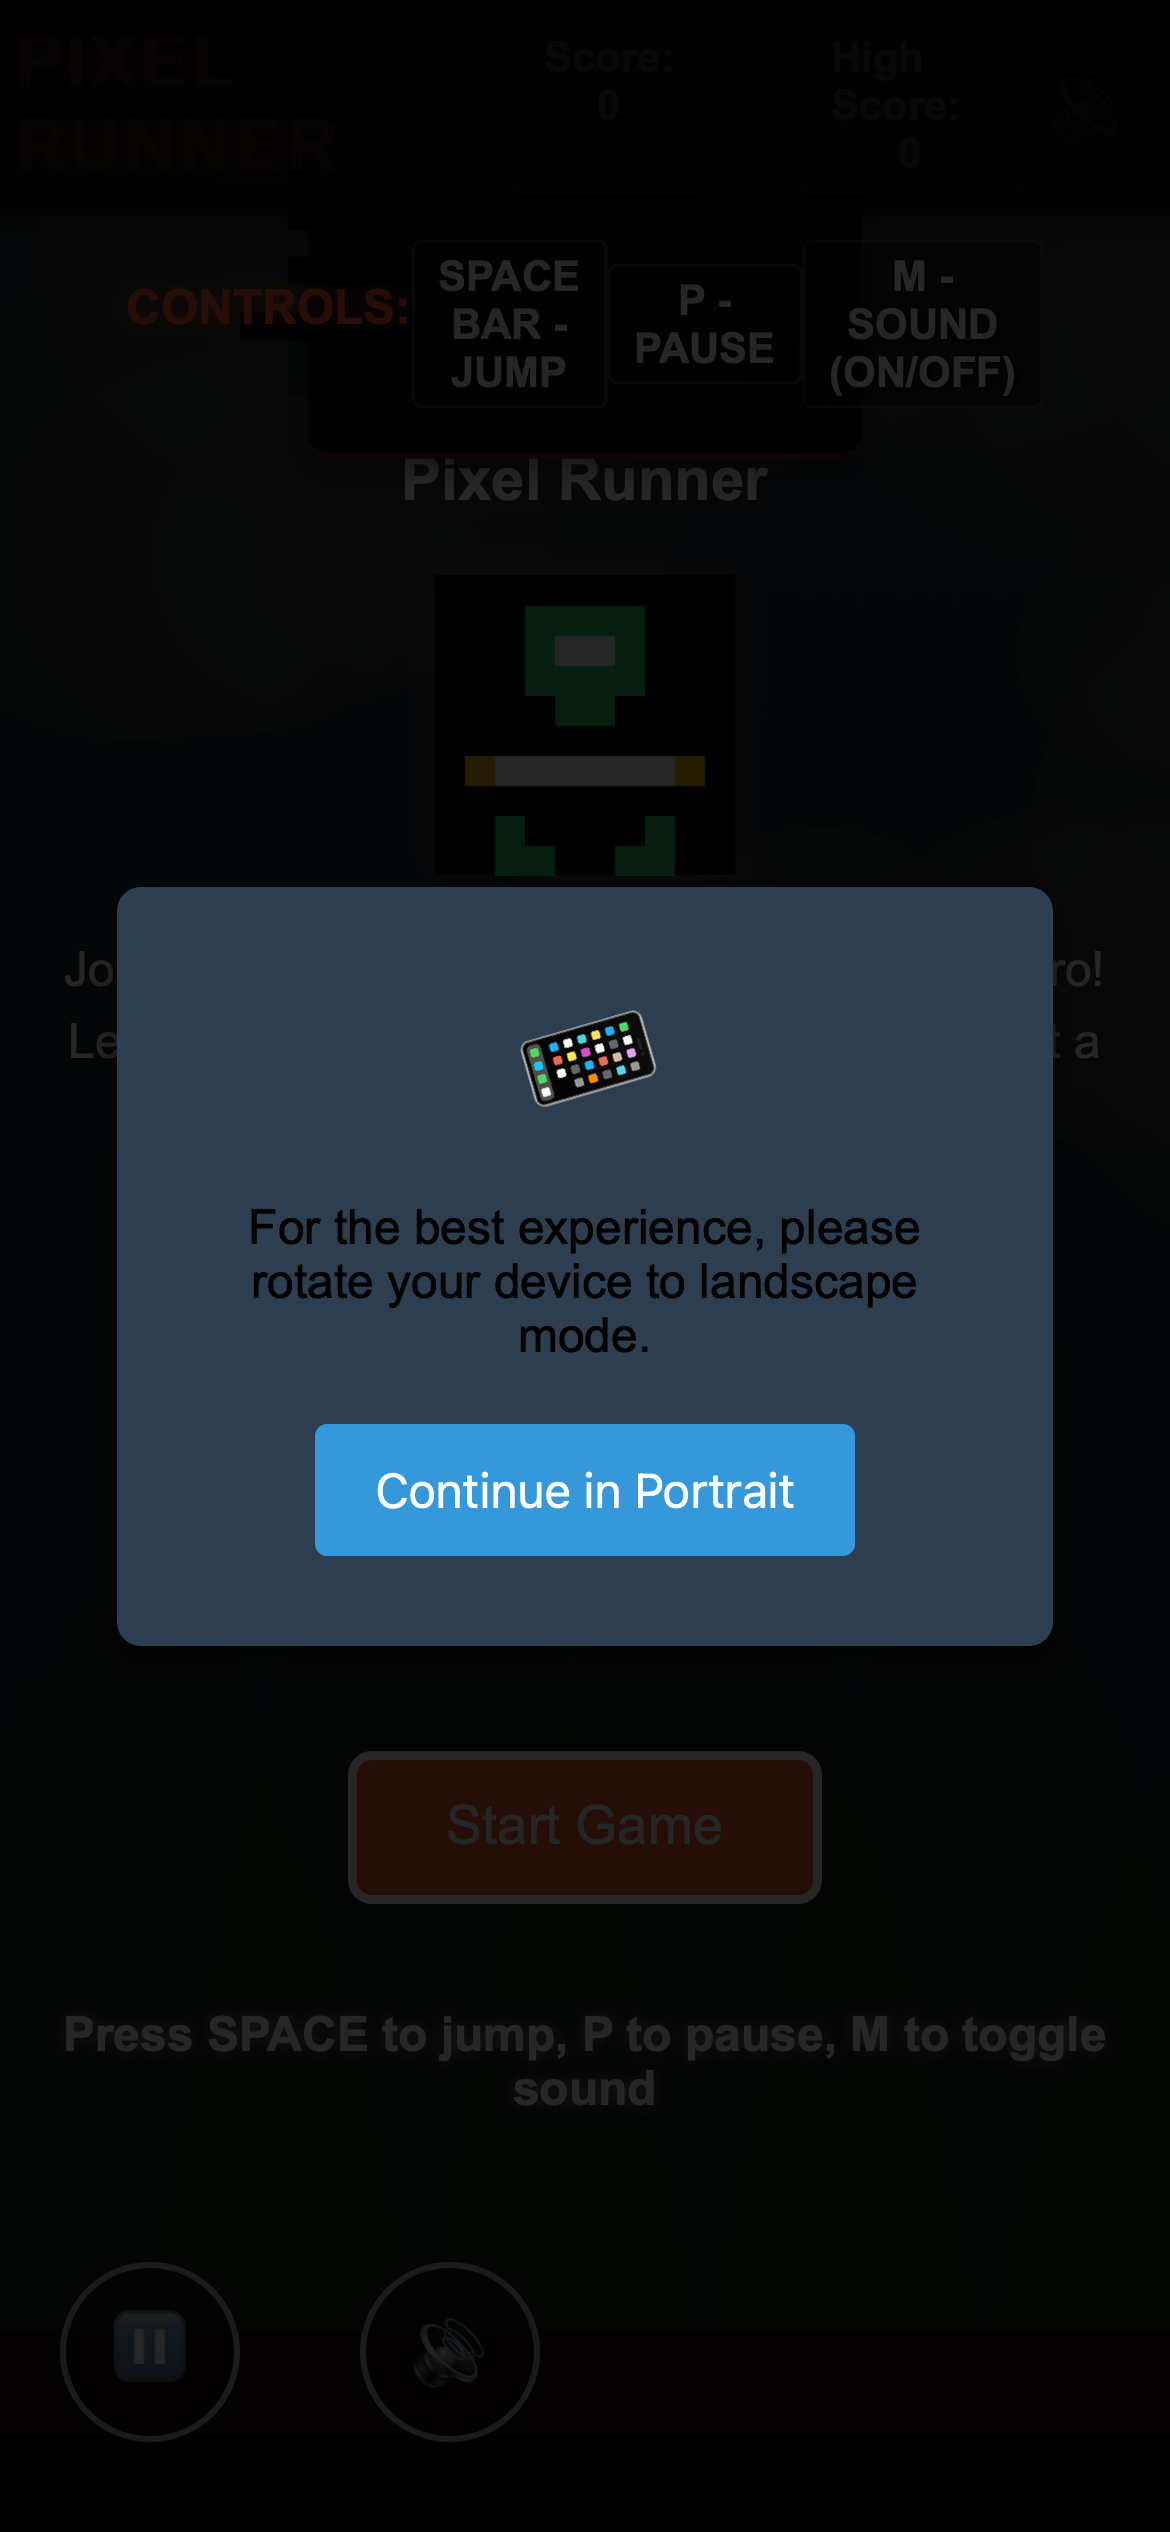 PIXEL
RUNNER
Score:
0
High
Score:
0
CONTROLS:
SPACE
BAR -
JUMP
P -
PAUSE
M -
SOUND
(ON/OFF)
Pixel Runner
Jo
ro!
Le
t a
For the best experience, please
rotate your device to landscape
mode.
Continue in Portrait
Start Game
Press SPACE to jump, P to pause, M to toggle
sound